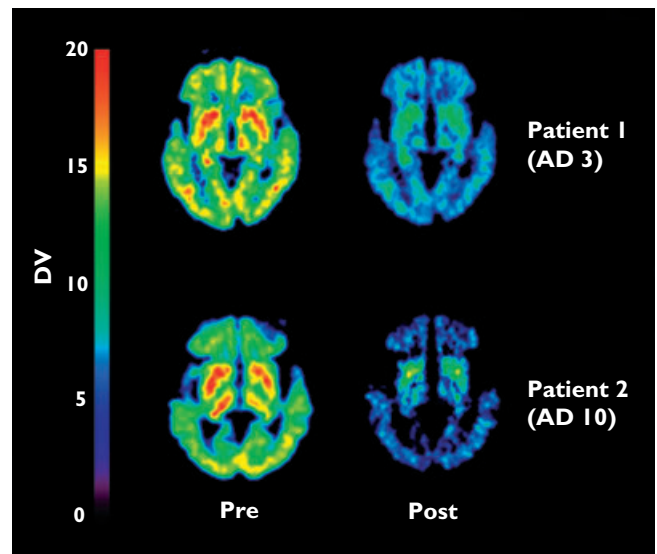 20
15
10
5
0
DV
Patient 1
(AD 3)
Patient 2
(AD 10)
Pre
Post